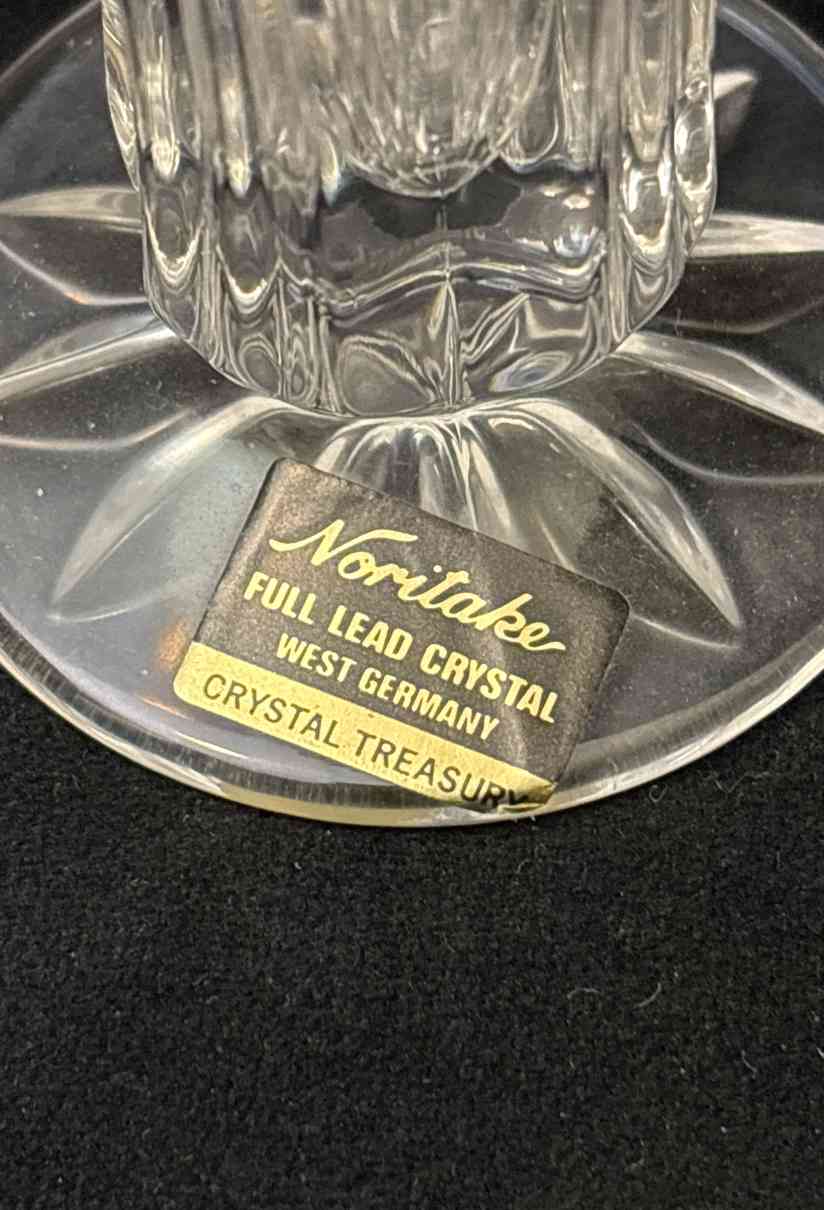 Noritake
FULL LEAD CRYSTAL
WEST GERMANY
CRYSTAL TREASURY